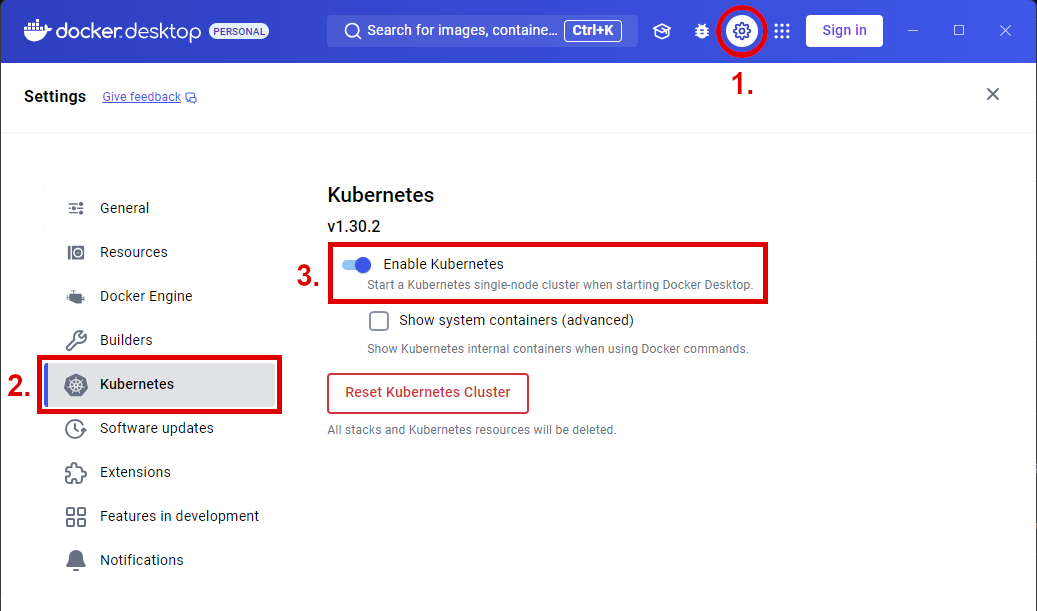 docker.desktop PERSONAL Search for images, containe... Ctrl+K Sign in
1.
Settings Give feedback
Kubernetes
v1.30.2
General
Resources
Docker Engine
Builders
2. Kubernetes
Software updates
Extensions
Features in development
Notifications
3. Enable Kubernetes
Start a Kubernetes single-node cluster when starting Docker Desktop.
Show system containers (advanced)
Show Kubernetes internal containers when using Docker commands.
Reset Kubernetes Cluster
All stacks and Kubernetes resources will be deleted.